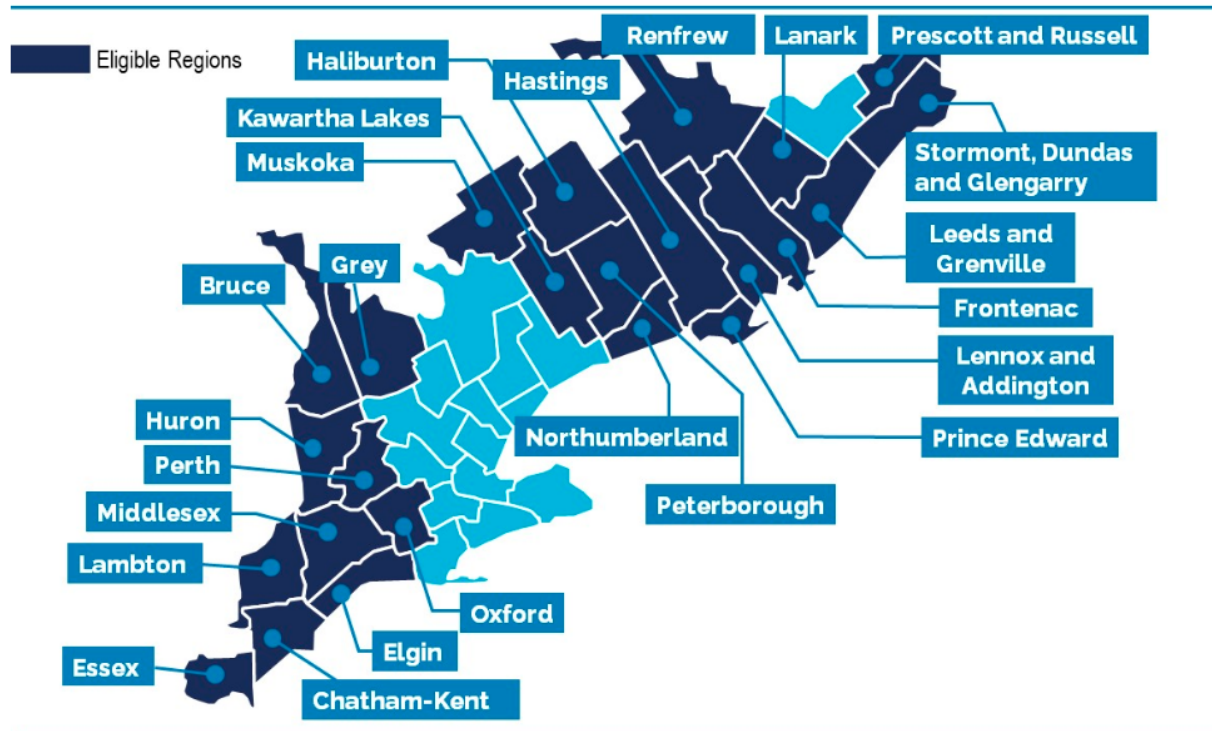 Eligible Regions
Renfrew
Lanark
Prescott and Russell
Haliburton
Hastings
Kawartha Lakes
Muskoka
Stormont, Dundas
and Glengarry
Leeds and
Grenville
Grey
Bruce
Frontenac
Lennox and
Addington
Huron
Northumberland
Prince Edward
Perth
Peterborough
Middlesex
Lambton
Oxford
Elgin
Essex
Chatham-Kent